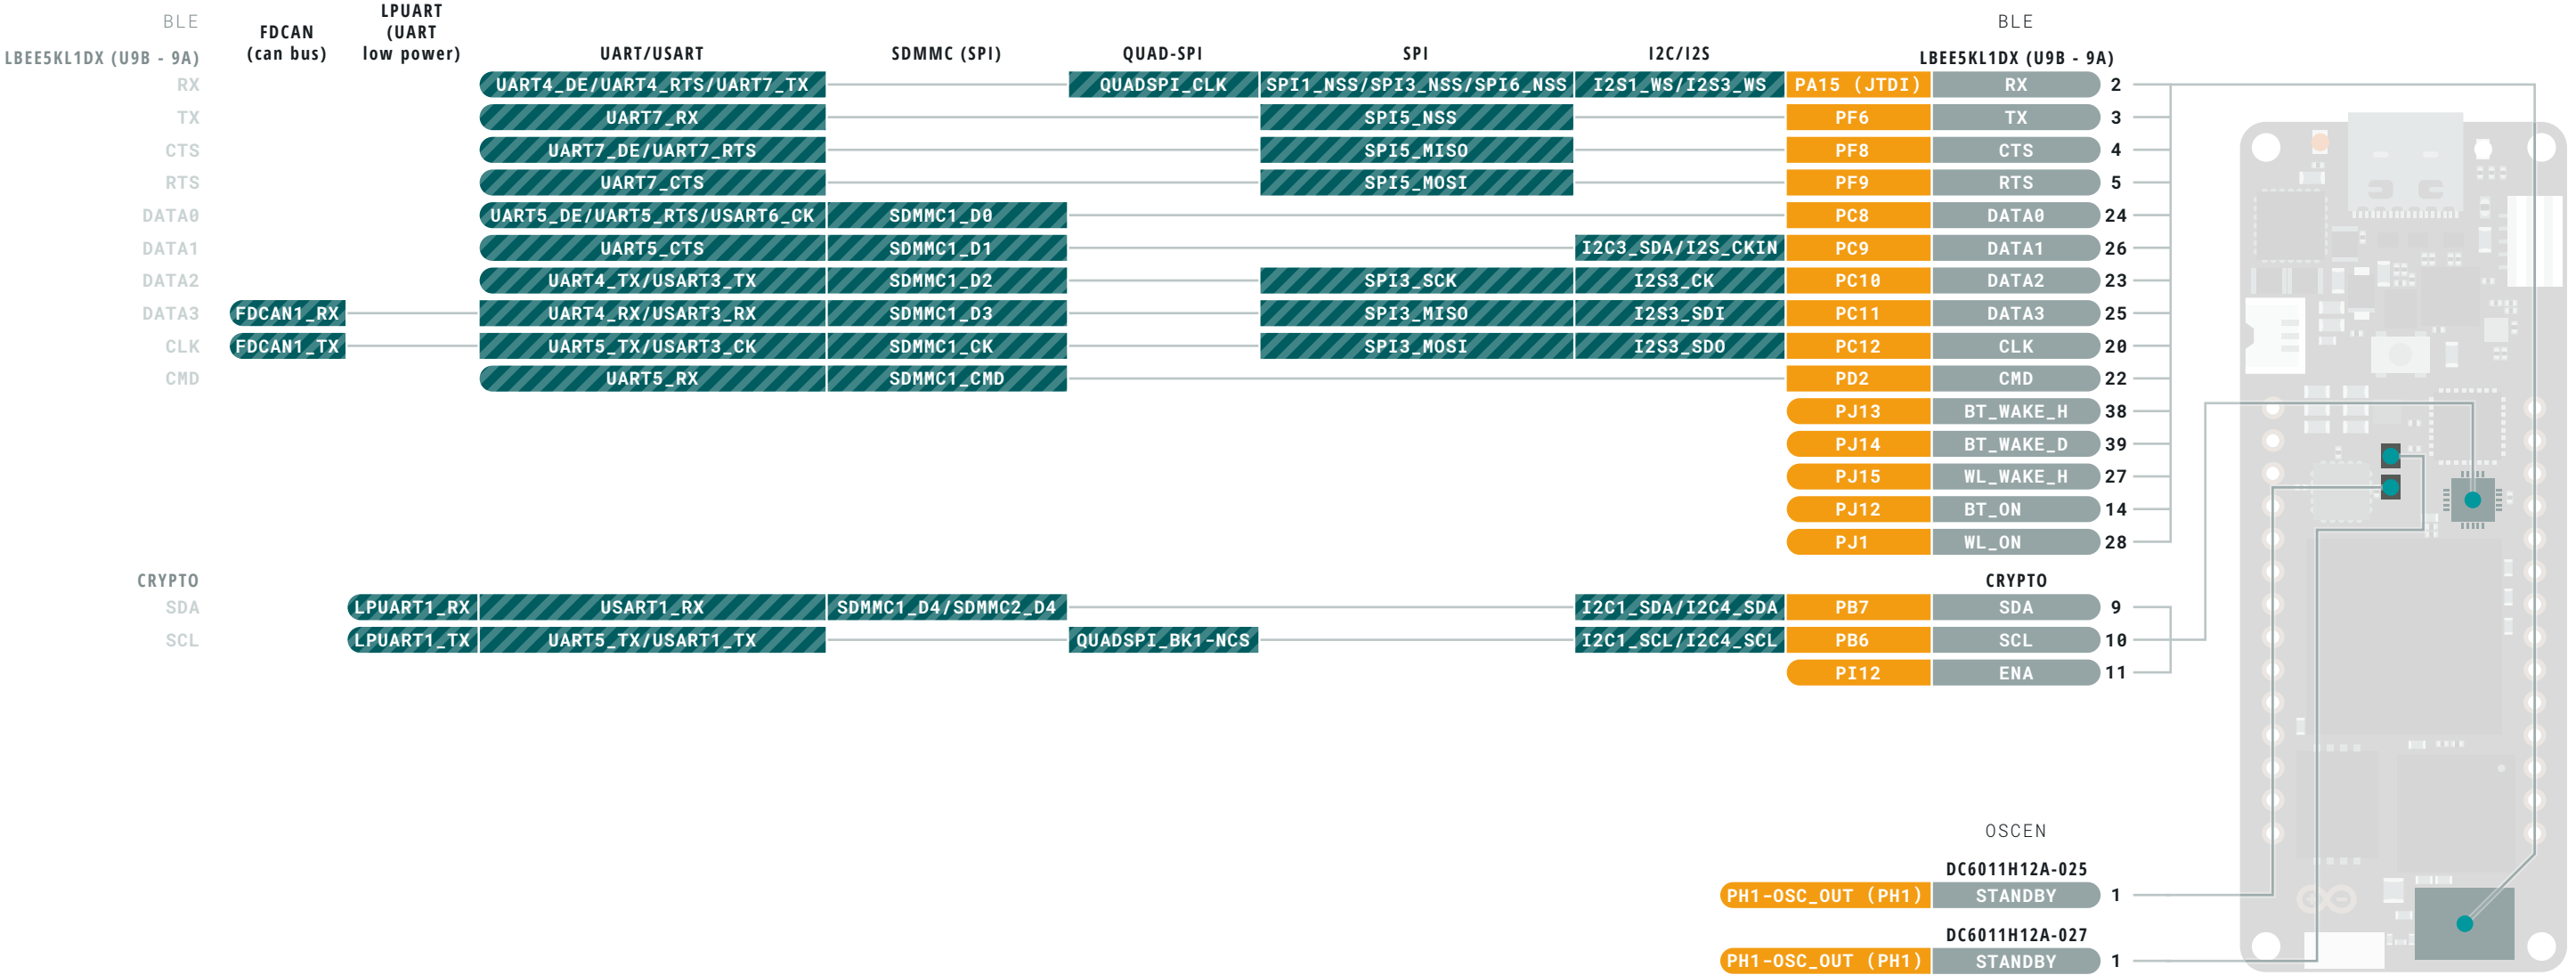 BLE
LBEE5KL1DX (U9B - 9A)
FDCAN
(can bus)
LPUART
(UART
low power)
UART/USART
SDMMC (SPI)
QUAD-SPI
SPI
I2C/I2S
BLE
LBEE5KL1DX (U9B - 9A)
RX UART4_DE/UART4_RTS/UART7_TX QUADSPI_CLK SPI1_NSS/SPI3_NSS/SPI6_NSS I2S1_WS/I2S3_WS PA15 (JTDI) RX 2
TX UART7_RX SPI5_NSS PF6 TX 3
CTS UART7_DE/UART7_RTS SPI5_MISO PF8 CTS 4
RTS UART7_CTS SPI5_MOSI PF9 RTS 5
DATA0 UART5_DE/UART5_RTS/USART6_CK SDMMC1_D0 PC8 DATA0 24
DATA1 UART5_CTS SDMMC1_D1 I2C3_SDA/I2S_CKIN PC9 DATA1 26
DATA2 UART4_TX/USART3_TX SDMMC1_D2 SPI3_SCK I2S3_CK PC10 DATA2 23
DATA3 FDCAN1_RX UART4_RX/USART3_RX SDMMC1_D3 SPI3_MISO I2S3_SDI PC11 DATA3 25
CLK FDCAN1_TX UART5_TX/USART3_CK SDMMC1_CK SPI3_MOSI I2S3_SDO PC12 CLK 20
CMD UART5_RX SDMMC1_CMD PD2 CMD 22
PJ13 BT_WAKE_H 38
PJ14 BT_WAKE_D 39
PJ15 WL_WAKE_H 27
PJ12 BT_ON 14
PJ1 WL_ON 28
CRYPTO CRYPTO
SDA LPUART1_RX USART1_RX SDMMC1_D4/SDMMC2_D4 I2C1_SDA/I2C4_SDA PB7 SDA 9
SCL LPUART1_TX UART5_TX/USART1_TX QUADSPI_BK1-NCS I2C1_SCL/I2C4_SCL PB6 SCL 10
PI12 ENA 11
OSCEN
DC6011H12A-025
PH1-OSC_OUT (PH1) STANDBY 1
DC6011H12A-027
PH1-OSC_OUT (PH1) STANDBY 1